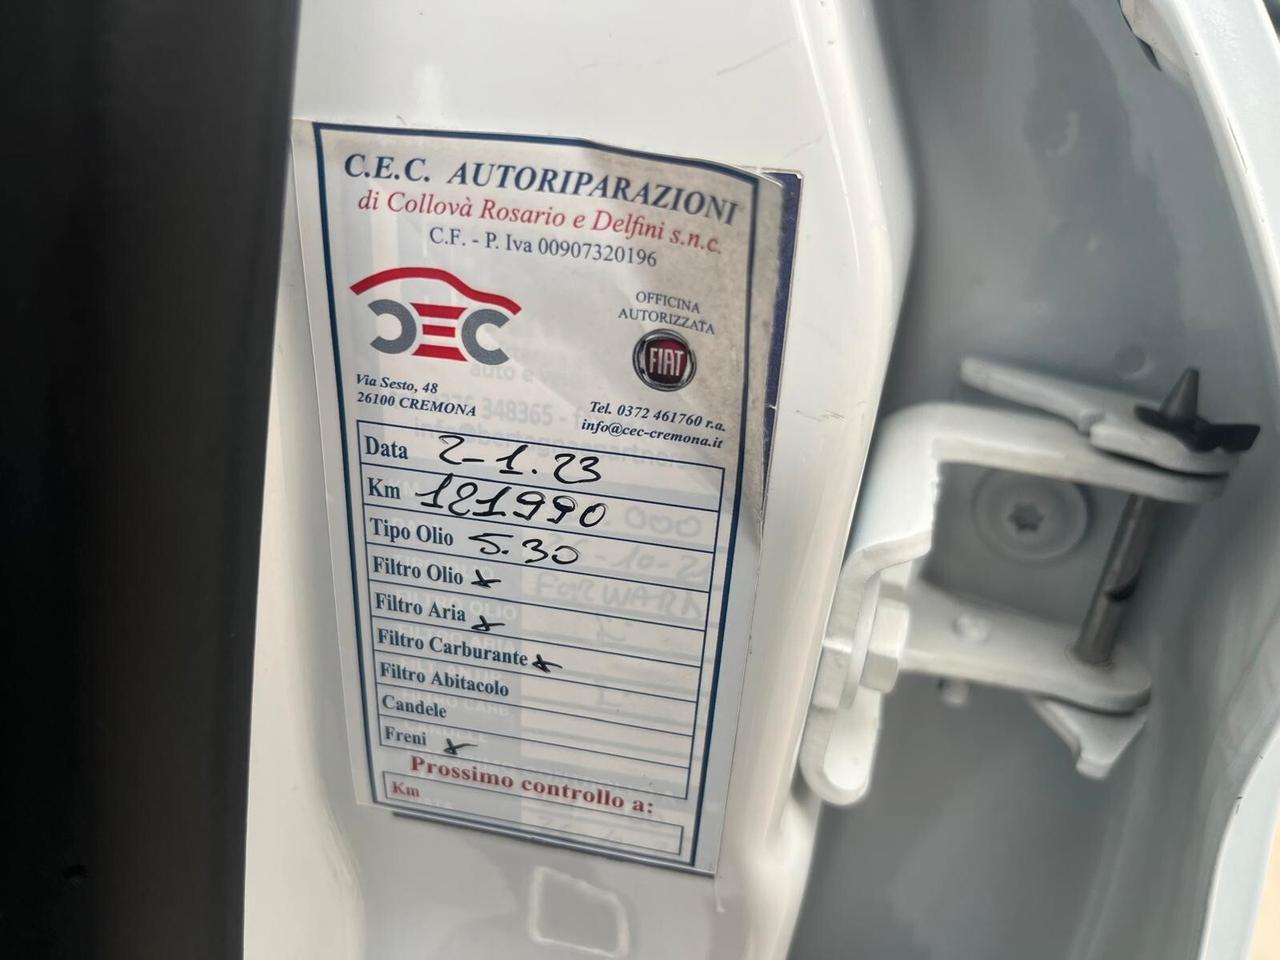 C.E.C. AUTORIPARAZIONI
di Collovà Rosario e Delfini s.n.c.
C.F. - P. Iva 00907320196
CEC
OFFICINA
AUTORIZZATA
FIAT
Via Sesto, 48
26100 CREMONA
Tel. 0372 461760 r.a.
info@cec-cremona.it
Data 2-1.23
Km 181990
Tipo Olio 5.30
Filtro Olio x
Filtro Aria x
Filtro Carburante x
Filtro Abitacolo
Candele
Freni x
Prossimo controllo a:
Km